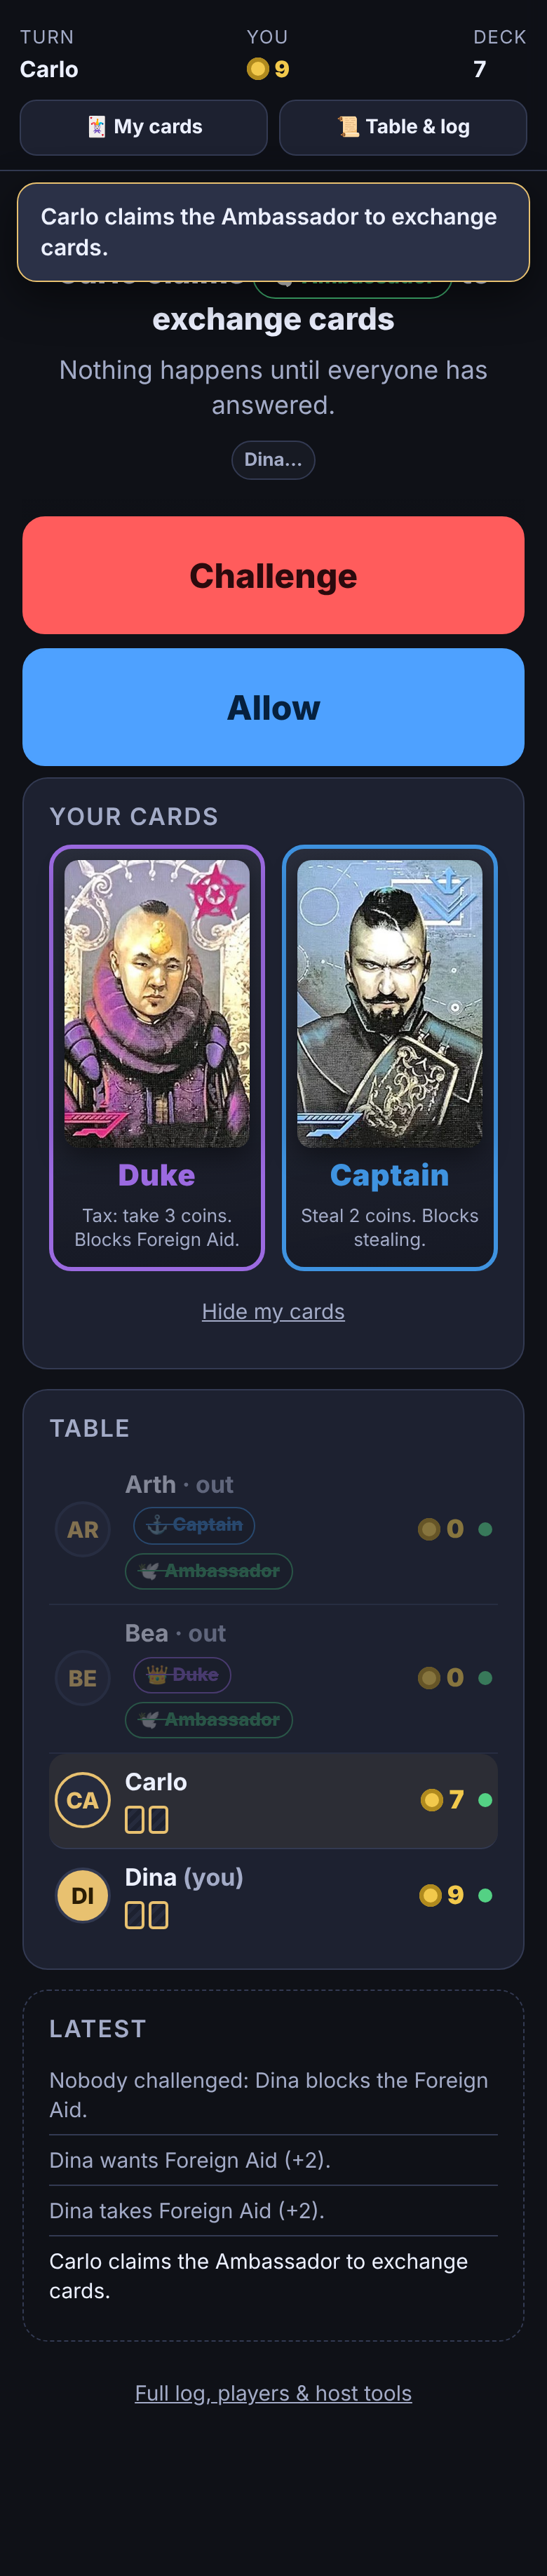 TURN
YOU
DECK
Carlo
9
7
🃏 My cards
📜 Table & log
Carlo claims the Ambassador to exchange
cards.
exchange cards
Nothing happens until everyone has
answered.
Dina…
Challenge
Allow
YOUR CARDS
Duke
Captain
Tax: take 3 coins.
Blocks Foreign Aid.
Steal 2 coins. Blocks
stealing.
Hide my cards
TABLE
AR
Arth · out
⚓ Captain
🕊️ Ambassador
0
BE
Bea · out
👑 Duke
🕊️ Ambassador
0
CA
Carlo
7
DI
Dina (you)
9
LATEST
Nobody challenged: Dina blocks the Foreign
Aid.
Dina wants Foreign Aid (+2).
Dina takes Foreign Aid (+2).
Carlo claims the Ambassador to exchange
cards.
Full log, players & host tools